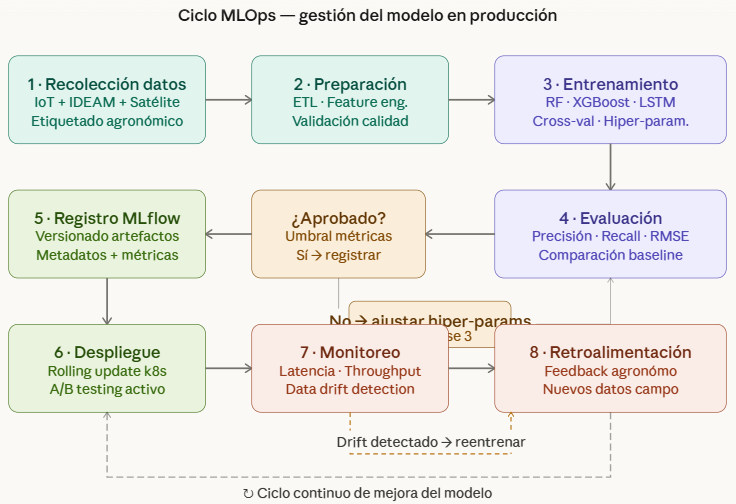 Ciclo MLOps — gestión del modelo en producción
1 · Recolección datos
IoT + IDEAM + Satélite
Etiquetado agronómico
2 · Preparación
ETL · Feature eng.
Validación calidad
3 · Entrenamiento
RF · XGBoost · LSTM
Cross-val · Hiper-param.
4 · Evaluación
Precisión · Recall · RMSE
Comparación baseline
¿Aprobado?
Umbral métricas
Sí → registrar
5 · Registro MLflow
Versionado artefactos
Metadatos + métricas
No → ajustar hiper-params
3
6 · Despliegue
Rolling update k8s
A/B testing activo
7 · Monitoreo
Latencia · Throughput
Data drift detection
8 · Retroalimentación
Feedback agronómo
Nuevos datos campo
Drift detectado → reentrenar
↻ Ciclo continuo de mejora del modelo